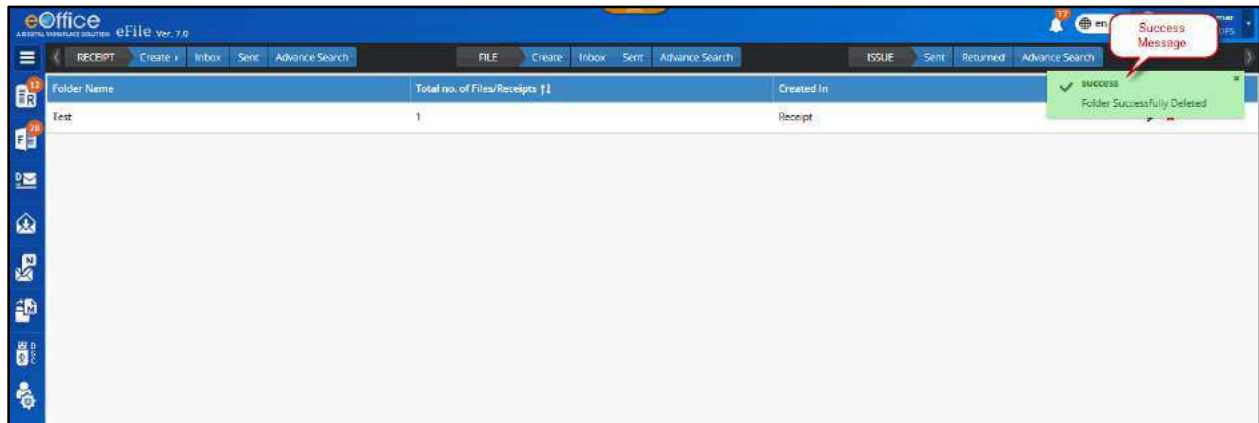 eOffice
A DIGITAL WORKPLACE SOLUTION eFile Ver. 7.0
17
en
Success
Message
RECEIPT Create Inbox Sent Advance Search FILE Create Inbox Sent Advance Search ISSUE Sent Returned Advance Search
12
R
Folder Name Total no. of Files/Receipts Created In
success
Folder Successfully Deleted
Test 1 Receipt
28
F
D
N
M
DSC